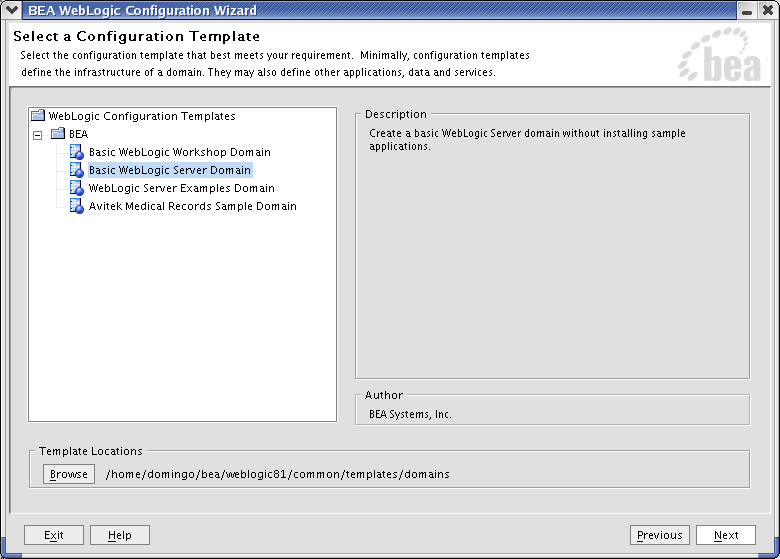 BEA WebLogic Configuration Wizard
Select a Configuration Template
Select the configuration template that best meets your requirement. Minimally, configuration templates
define the infrastructure of a domain. They may also define other applications, data and services.
bea
WebLogic Configuration Templates
BEA
Basic WebLogic Workshop Domain
Basic WebLogic Server Domain
WebLogic Server Examples Domain
Avitek Medical Records Sample Domain
Description
Create a basic WebLogic Server domain without installing sample
applications.
Author
BEA Systems, Inc.
Template Locations
Browse /home/domingo/bea/weblogic81/common/templates/domains
Exit Help Previous Next